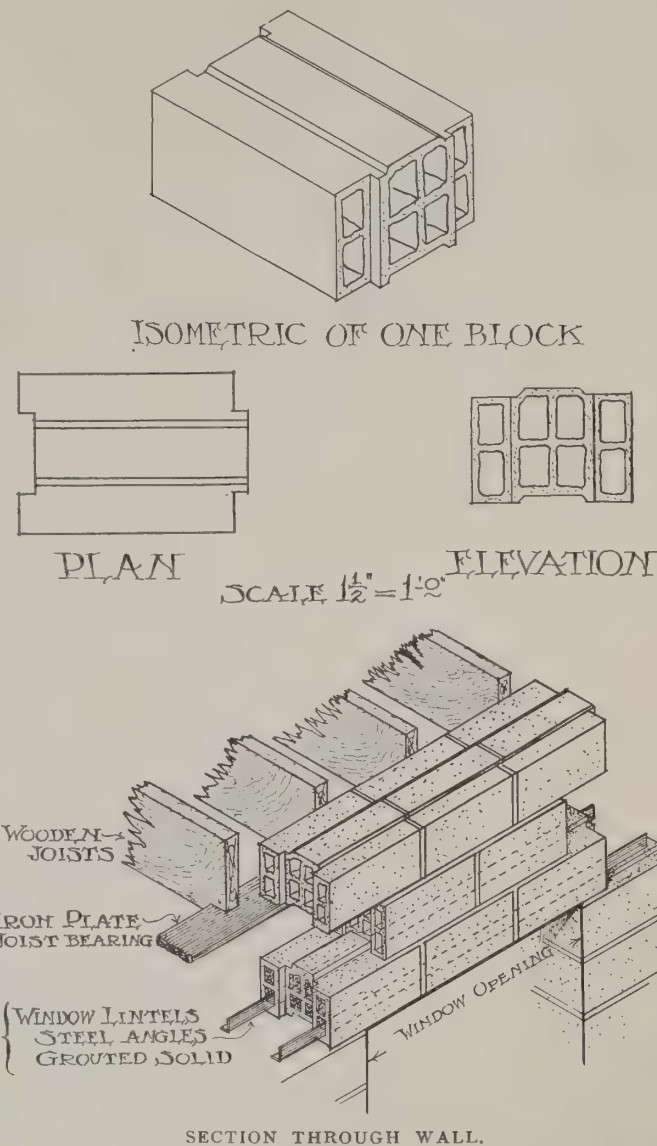 ISOMETRIC OF ONE BLOCK
PLAN
ELEVATION
SCALE 1½" = 1'-0"
WOODEN
JOISTS
IRON PLATE
JOIST BEARING
WINDOW LINTELS
STEEL ANGLES
GROUTED SOLID
WINDOW OPENING
SECTION THROUGH WALL.